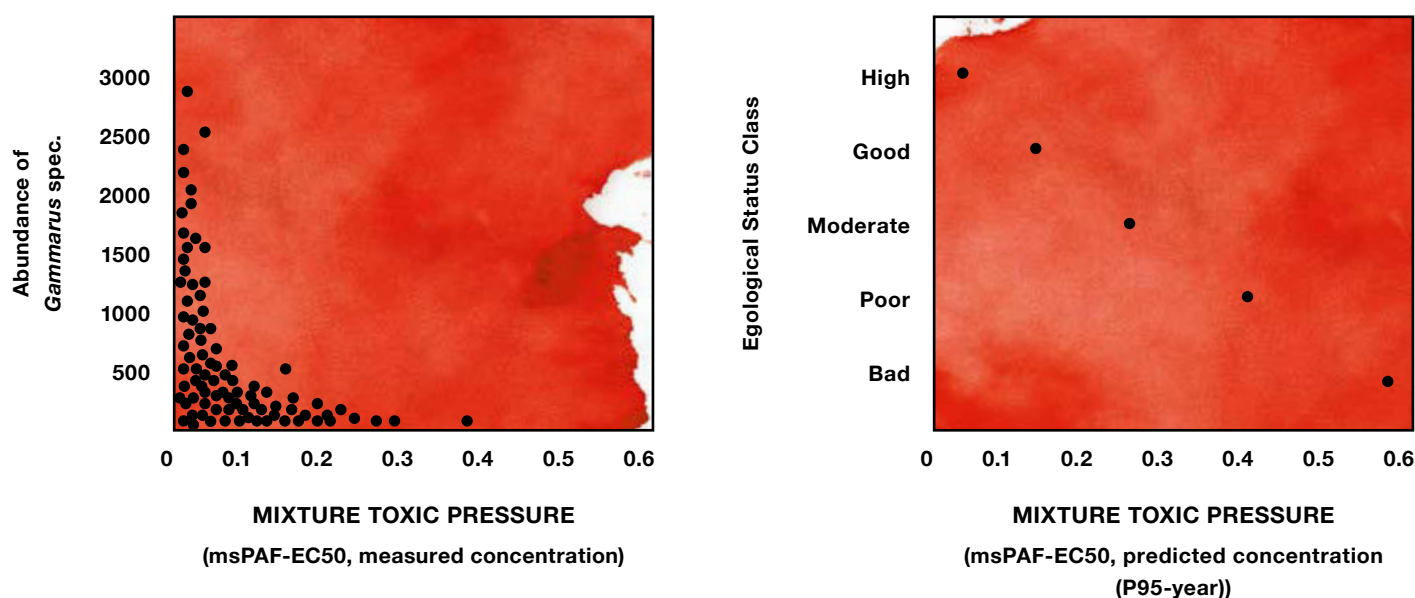 Abundance of
Gammarus spec.
3000
2500
2000
1500
1000
500
0 0.1 0.2 0.3 0.4 0.5 0.6
MIXTURE TOXIC PRESSURE
(msPAF-EC50, measured concentration)
Egological Status Class
High
Good
Moderate
Poor
Bad
0 0.1 0.2 0.3 0.4 0.5 0.6
MIXTURE TOXIC PRESSURE
(msPAF-EC50, predicted concentration
(P95-year))